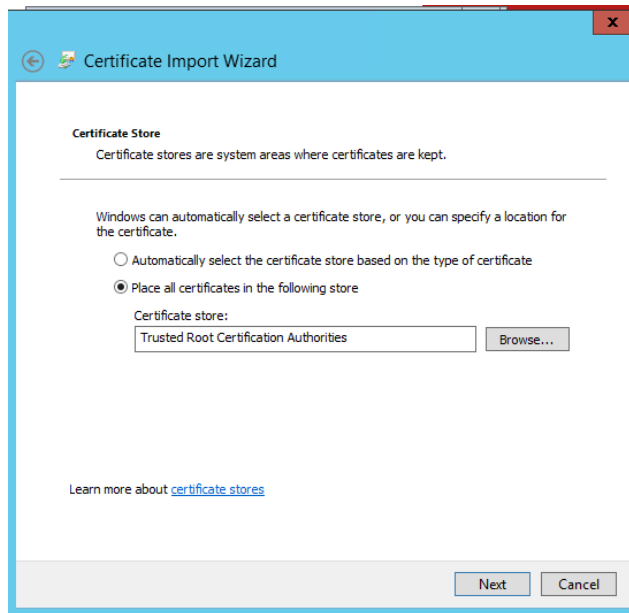 x
Certificate Import Wizard
Certificate Store
Certificate stores are system areas where certificates are kept.
Windows can automatically select a certificate store, or you can specify a location for
the certificate.
Automatically select the certificate store based on the type of certificate
Place all certificates in the following store
Certificate store:
Trusted Root Certification Authorities
Browse...
Learn more about certificate stores
Next
Cancel